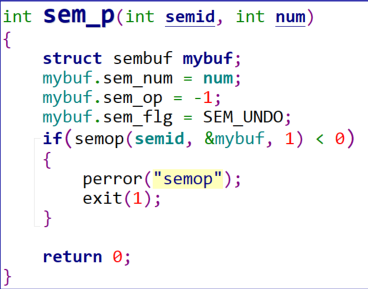 int sem_p(int semid, int num)
{
    struct sembuf mybuf;
    mybuf.sem_num = num;
    mybuf.sem_op = -1;
    mybuf.sem_flg = SEM_UNDO;
    if(semop(semid, &mybuf, 1) < 0)
    {
        perror("semop");
        exit(1);
    }

    return 0;
}